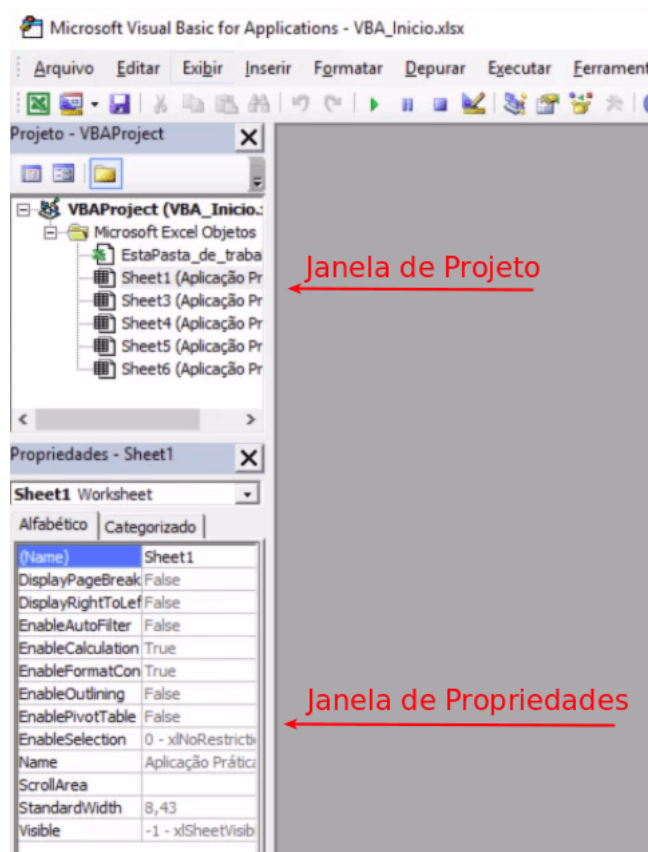 Microsoft Visual Basic for Applications - VBA_Inicio.xlsx
Arquivo Editar Exibir Inserir Formatar Depurar Executar Ferrament
Projeto - VBAProject
VBAProject (VBA_Inicio.:
Microsoft Excel Objetos
EstaPasta_de_traba
Sheet1 (Aplicação Pr
Sheet3 (Aplicação Pr
Sheet4 (Aplicação Pr
Sheet5 (Aplicação Pr
Sheet6 (Aplicação Pr
Janela de Projeto
Propriedades - Sheet1
Sheet1 Worksheet
Alfabético Categorizado
(Name) Sheet1
DisplayPageBreak False
DisplayRightToLef False
EnableAutoFilter False
EnableCalculation True
EnableFormatCon True
EnableOutlining False
EnablePivotTable False
EnableSelection 0 - xlNoRestricti
Name Aplicação Prática
ScrollArea
StandardWidth 8,43
Visible -1 - xlSheetVisib
Janela de Propriedades